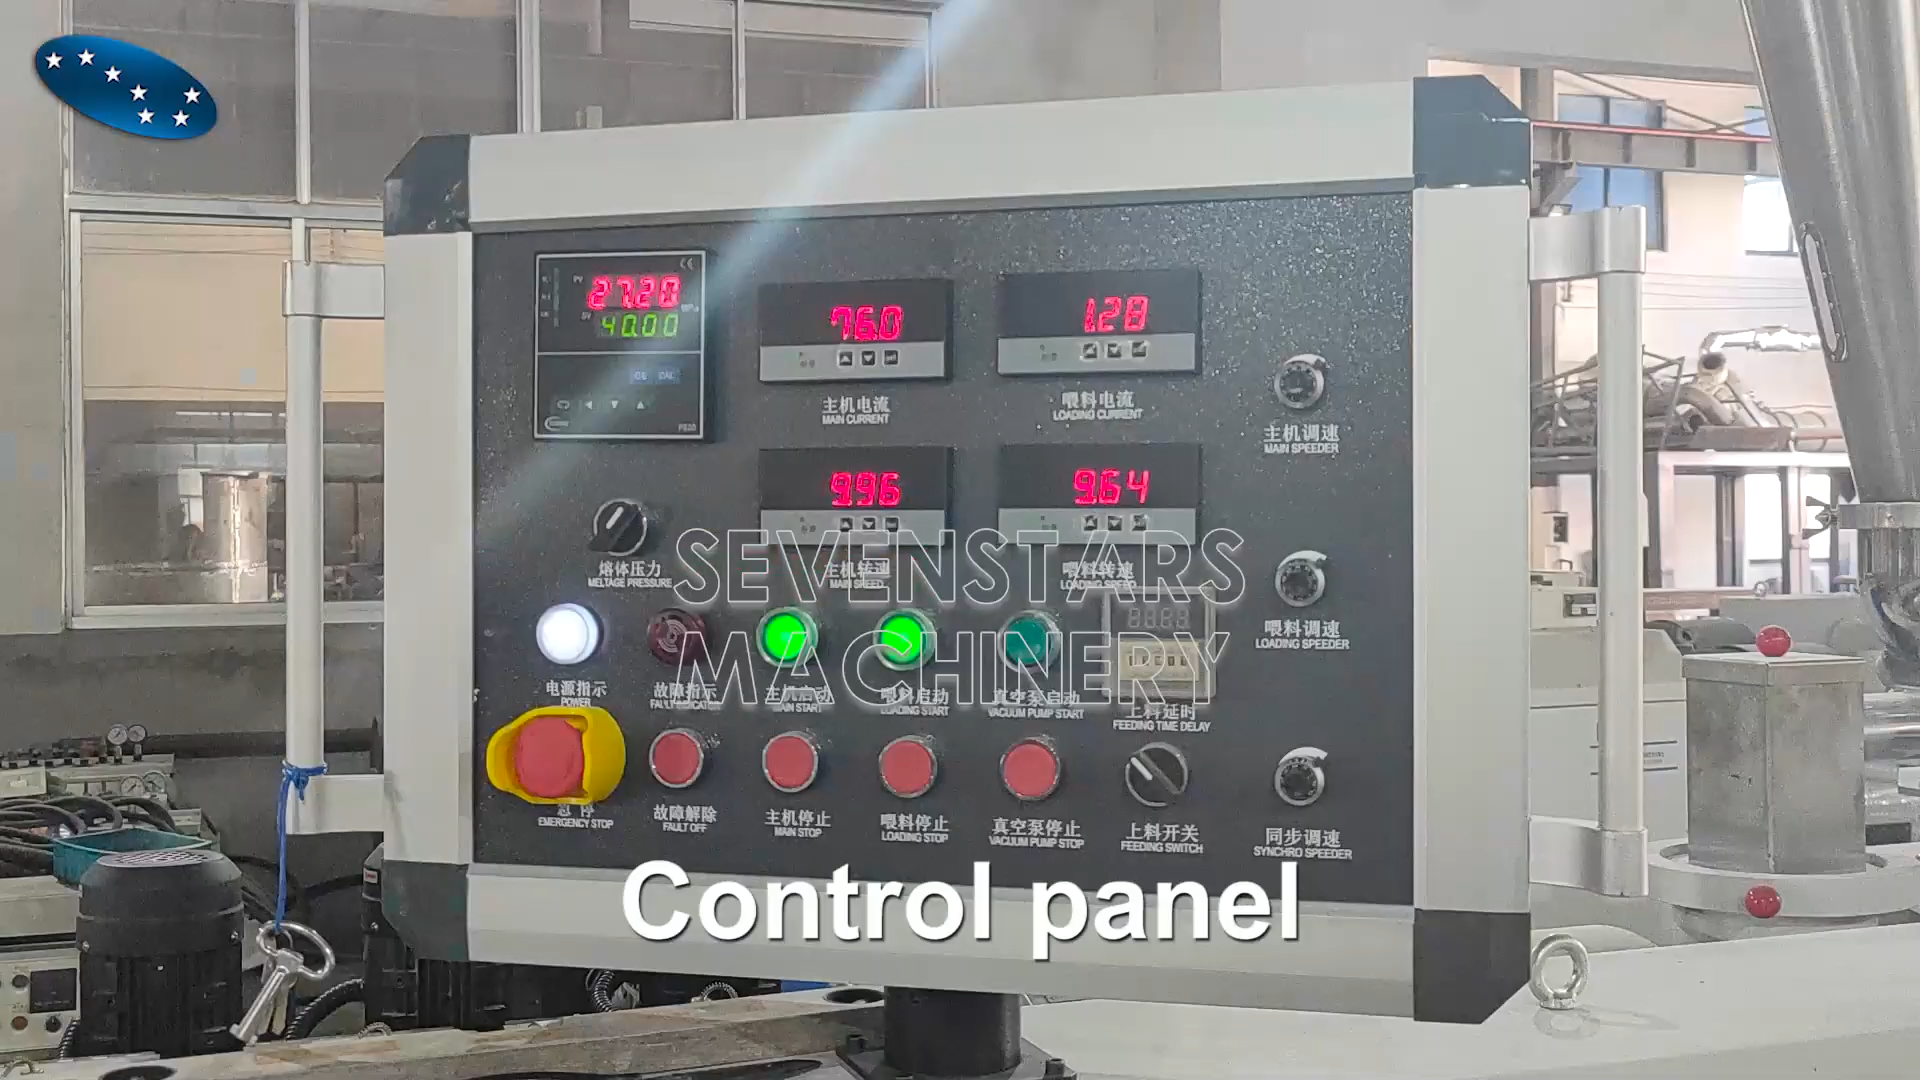 PV 27.20
SV 40.00
76.0
1.28
主机电流
MAIN CURRENT
喂料电流
LOADING CURRENT
主机调速
MAIN SPEEDER
9.96
9.64
熔体压力
MELTAGE PRESSURE
主机转速
MAIN SPEED
喂料转速
LOADING SPEED
喂料调速
LOADING SPEEDER
SEVENSTARS
MACHINERY
电源指示
POWER
故障指示
FAULT INDICATOR
主机启动
MAIN START
喂料启动
LOADING START
真空泵启动
VACUUM PUMP START
上料延时
FEEDING TIME DELAY
急停
EMERGENCY STOP
故障解除
FAULT OFF
主机停止
MAIN STOP
喂料停止
LOADING STOP
真空泵停止
VACUUM PUMP STOP
上料开关
FEEDING SWITCH
同步调速
SYNCHRO SPEEDER
Control panel